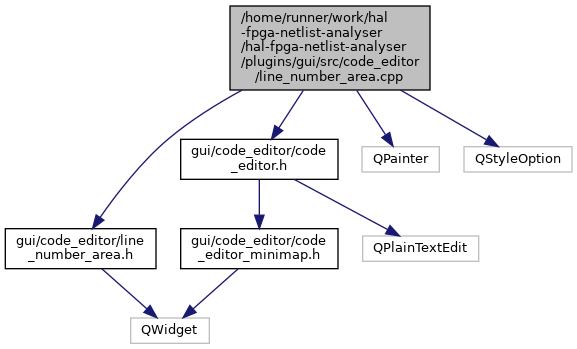 /home/runner/work/hal
-fpga-netlist-analyser
/hal-fpga-netlist-analyser
/plugins/gui/src/code_editor
/line_number_area.cpp
gui/code_editor/code
_editor.h
QPainter
QStyleOption
gui/code_editor/line
_number_area.h
gui/code_editor/code
_editor_minimap.h
QPlainTextEdit
QWidget